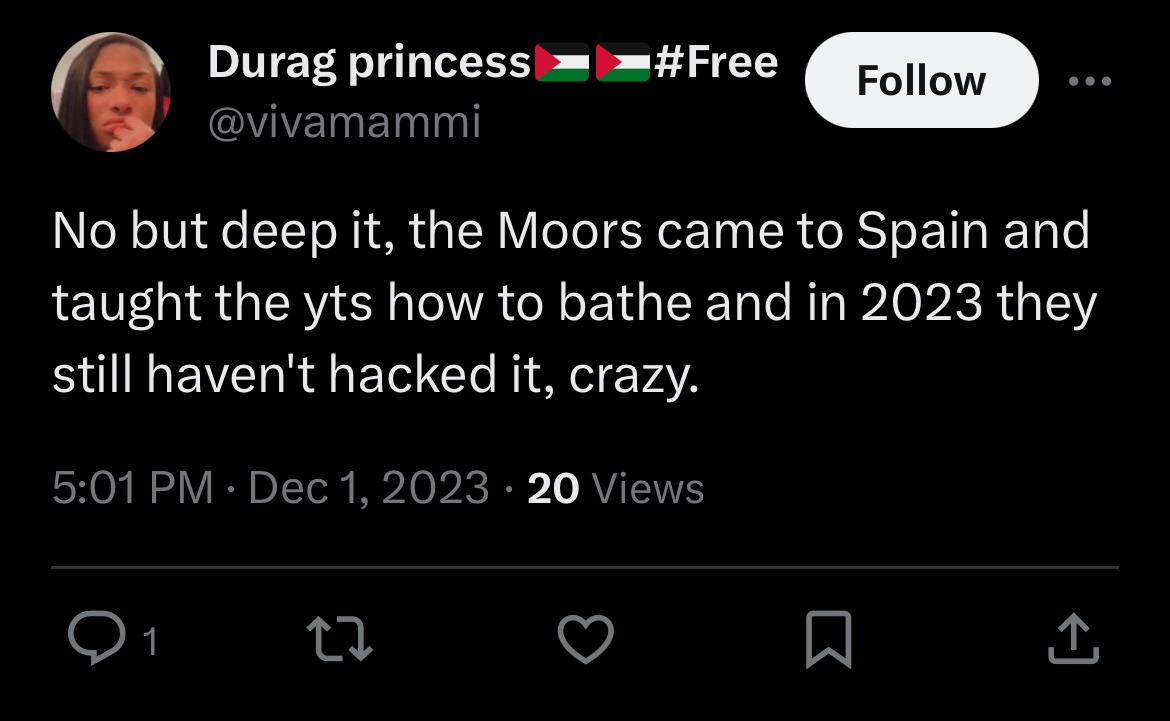 Durag princess🇵🇸🇵🇸#Free
Follow
@vivamammi
No but deep it, the Moors came to Spain and
taught the yts how to bathe and in 2023 they
still haven't hacked it, crazy.
5:01 PM · Dec 1, 2023 · 20 Views
1